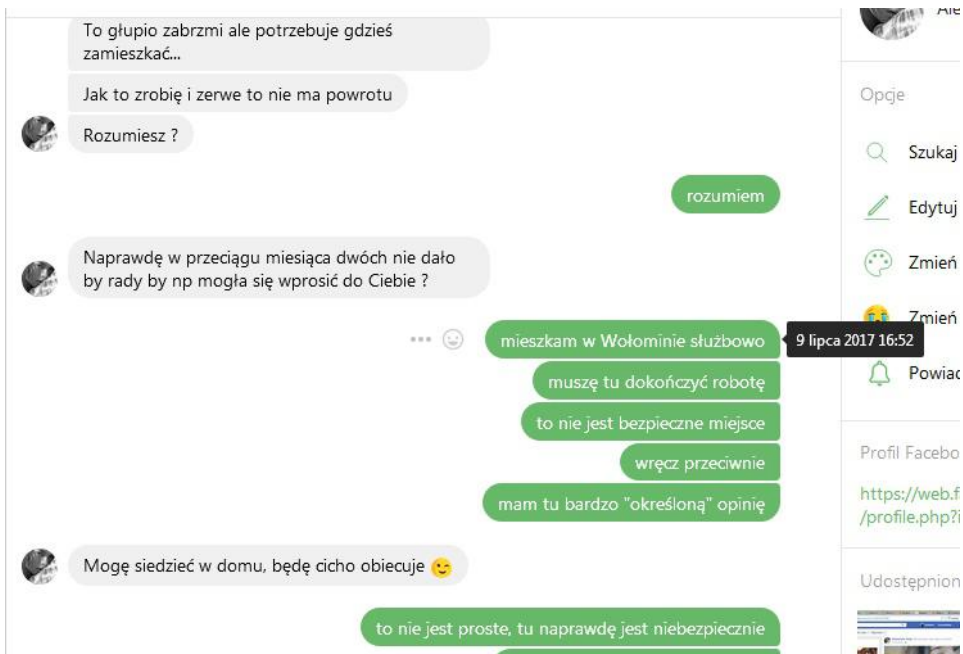 To głupio zabrzmi ale potrzebuje gdzieś
zamieszkać...
Jak to zrobię i zerwe to nie ma powrotu
Rozumiesz ?
rozumiem
Naprawdę w przeciągu miesiąca dwóch nie dało
by rady by np mogła się wprosić do Ciebie ?
mieszkam w Wołominie służbowo
9 lipca 2017 16:52
muszę tu dokończyć robotę
to nie jest bezpieczne miejsce
wręcz przeciwnie
mam tu bardzo "określoną" opinię
Mogę siedzieć w domu, będę cicho obiecuje
to nie jest proste, tu naprawdę jest niebezpiecznie
Opcje
Szukaj
Edytuj
Zmień
Zmień
Powiad
Profil Facebo
https://web.f
/profile.php?i
Udostępnion